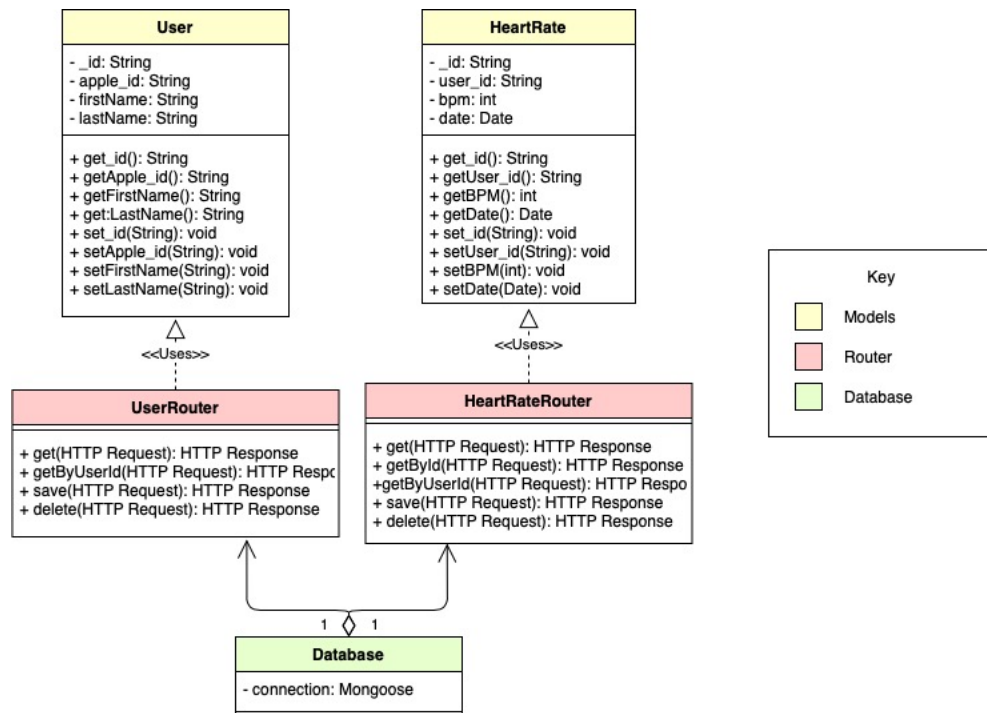 User
- _id: String
- apple_id: String
- firstName: String
- lastName: String
+ get_id(): String
+ getApple_id(): String
+ getFirstName(): String
+ get:LastName(): String
+ set_id(String): void
+ setApple_id(String): void
+ setFirstName(String): void
+ setLastName(String): void
HeartRate
- _id: String
- user_id: String
- bpm: int
- date: Date
+ get_id(): String
+ getUser_id(): String
+ getBPM(): int
+ getDate(): Date
+ set_id(String): void
+ setUser_id(String): void
+ setBPM(int): void
+ setDate(Date): void
<<Uses>>
<<Uses>>
UserRouter
+ get(HTTP Request): HTTP Response
+ getByUserId(HTTP Request): HTTP Respo
+ save(HTTP Request): HTTP Response
+ delete(HTTP Request): HTTP Response
HeartRateRouter
+ get(HTTP Request): HTTP Response
+ getById(HTTP Request): HTTP Response
+getByUserId(HTTP Request): HTTP Respo
+ save(HTTP Request): HTTP Response
+ delete(HTTP Request): HTTP Response
1 1
Database
- connection: Mongoose
Key
Models
Router
Database